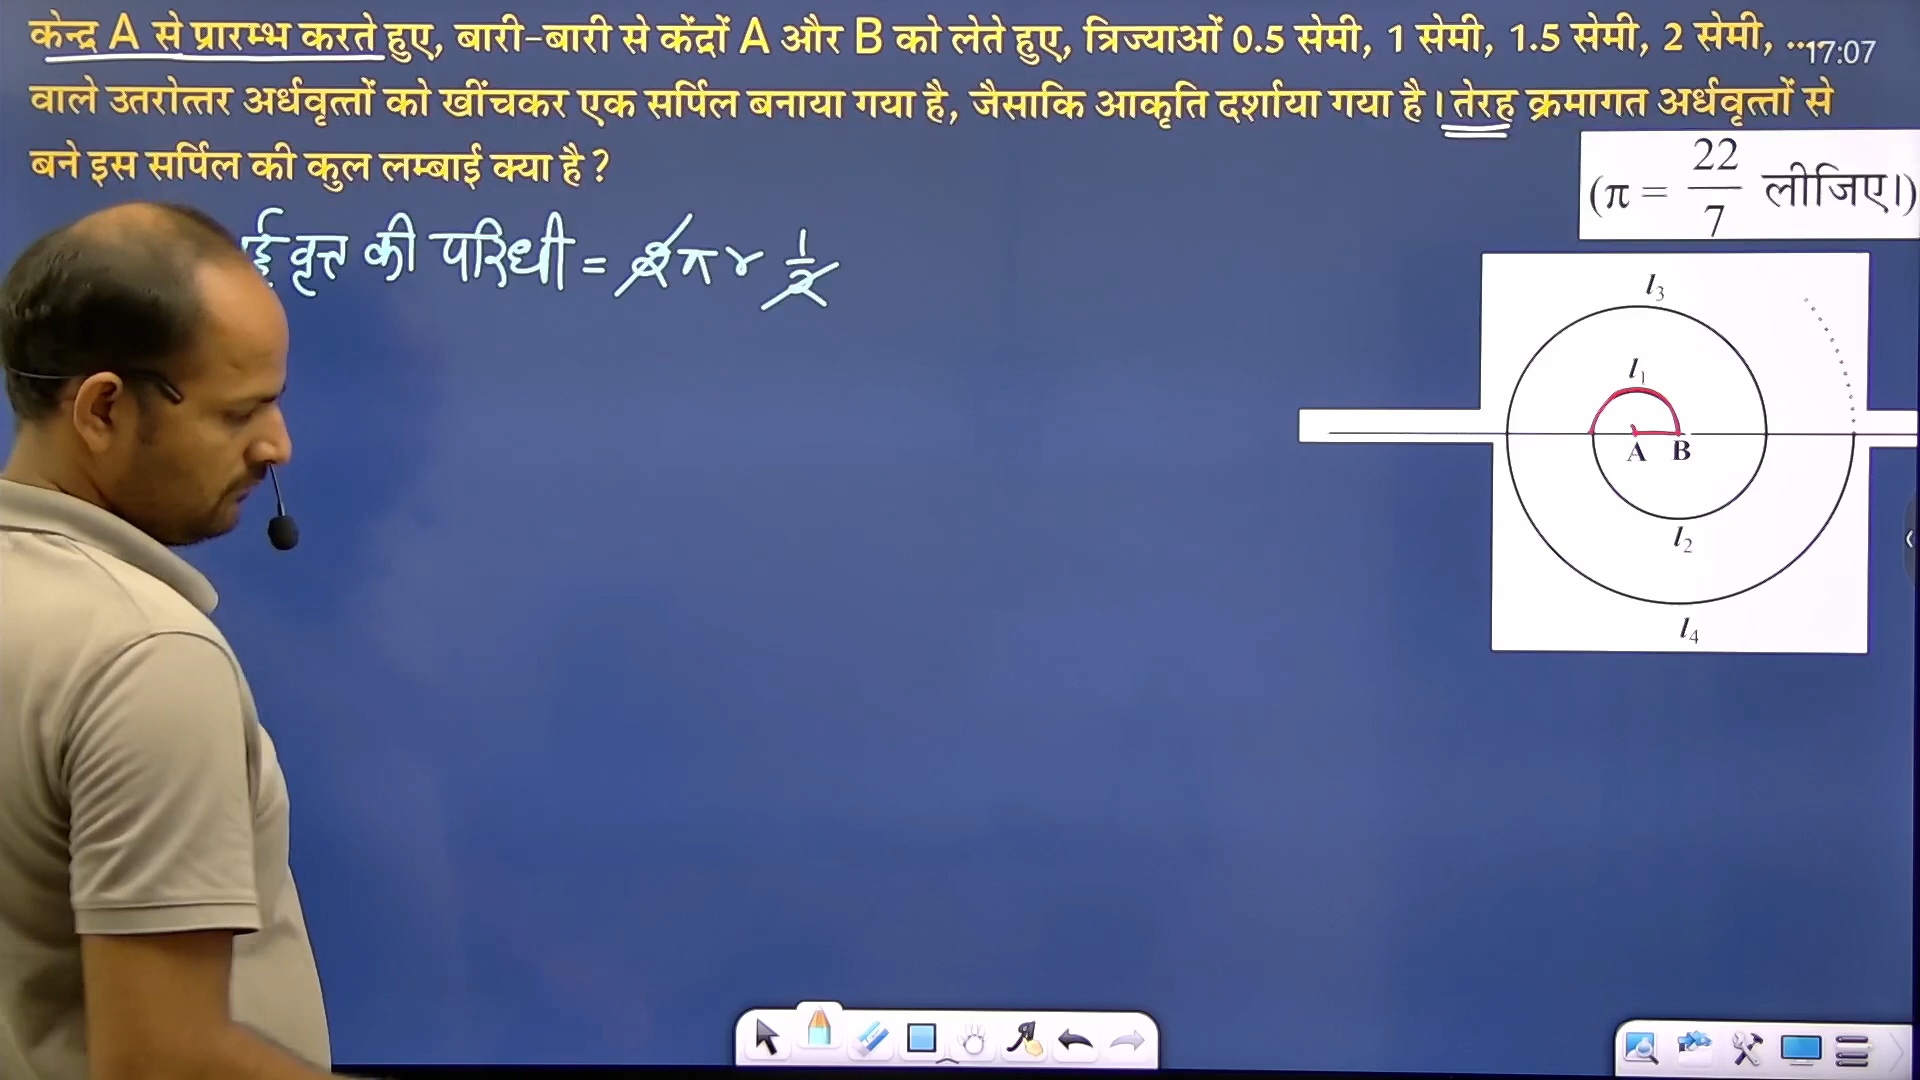 केन्द्र A से प्रारम्भ करते हुए, बारी-बारी से केंद्रों A और B को लेते हुए, त्रिज्याओं 0.5 सेमी, 1 सेमी, 1.5 सेमी, 2 सेमी, ....
17:07
वाले उतरोत्तर अर्धवृत्तों को खींचकर एक सर्पिल बनाया गया है, जैसाकि आकृति दर्शाया गया है। तेरह क्रमागत अर्धवृत्तों से
बने इस सर्पिल की कुल लम्बाई क्या है ?
(π = 22/7 लीजिए।)
वृत्त की परिधी = 2πr 1/2
l3
l1
A B
l2
l4